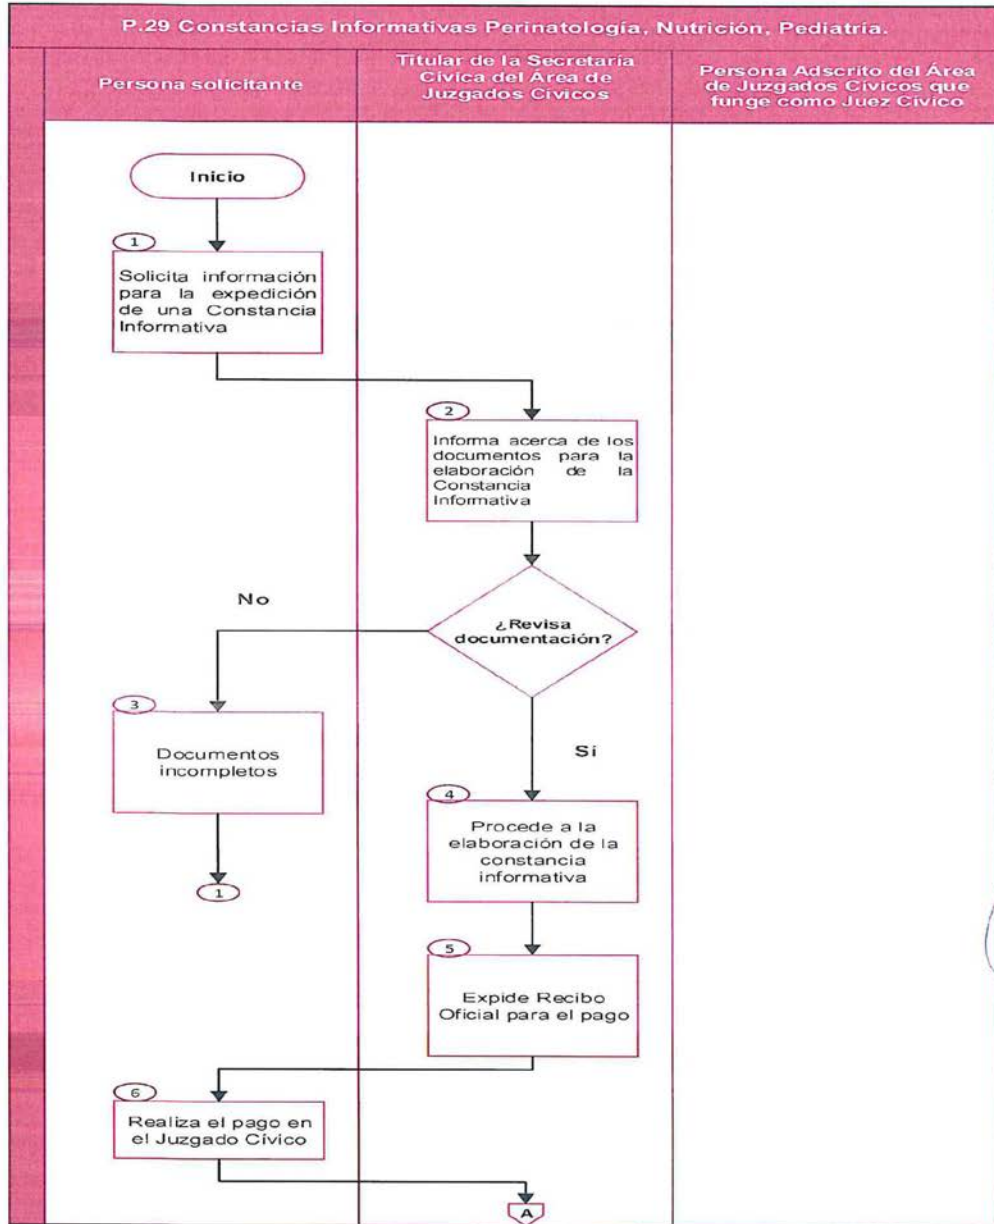 P.29 Constancias Informativas Perinatología, Nutrición, Pediatría.
Persona solicitante
Titular de la Secretaría
Cívica del Área de
Juzgados Cívicos
Persona Adscrito del Área
de Juzgados Cívicos que
funge como Juez Cívico
Inicio
1
Solicita información
para la expedición
de una Constancia
Informativa
2
Informa acerca de los
documentos para la
elaboración de la
Constancia
Informativa
¿Revisa
documentación?
No
Sí
3
Documentos
incompletos
1
4
Procede a la
elaboración de la
constancia
informativa
5
Expide Recibo
Oficial para el pago
6
Realiza el pago en
el Juzgado Cívico
A